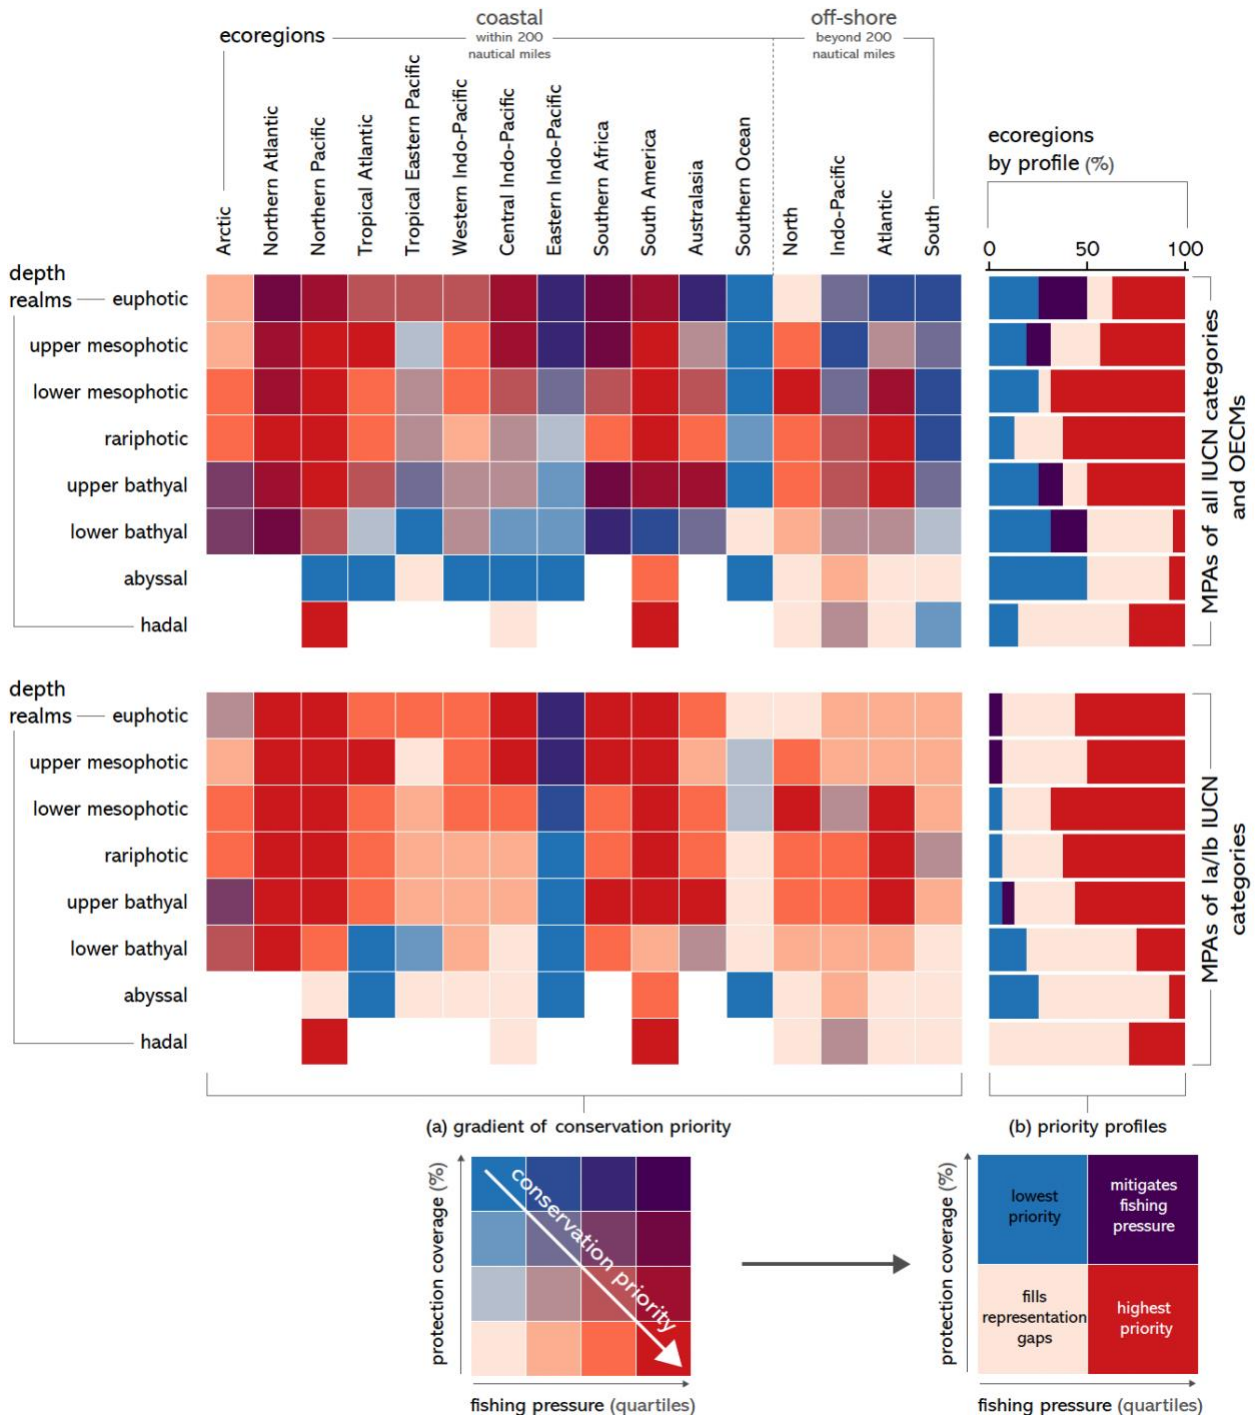 ecoregions
coastal
within 200
nautical miles
off-shore
beyond 200
nautical miles
Arctic
Northern Atlantic
Northern Pacific
Tropical Atlantic
Tropical Eastern Pacific
Western Indo-Pacific
Central Indo-Pacific
Eastern Indo-Pacific
Southern Africa
South America
Australasia
Southern Ocean
North
Indo-Pacific
Atlantic
South
ecoregions
by profile (%)
0 50 100
depth
realms
euphotic
upper mesophotic
lower mesophotic
rariphotic
upper bathyal
lower bathyal
abyssal
hadal
MPAs of all IUCN categories
and OECMs
depth
realms
euphotic
upper mesophotic
lower mesophotic
rariphotic
upper bathyal
lower bathyal
abyssal
hadal
MPAs of Ia/Ib IUCN
categories
(a) gradient of conservation priority
protection coverage (%)
conservation priority
fishing pressure (quartiles)
(b) priority profiles
protection coverage (%)
lowest
priority
mitigates
fishing
pressure
fills
representation
gaps
highest
priority
fishing pressure (quartiles)